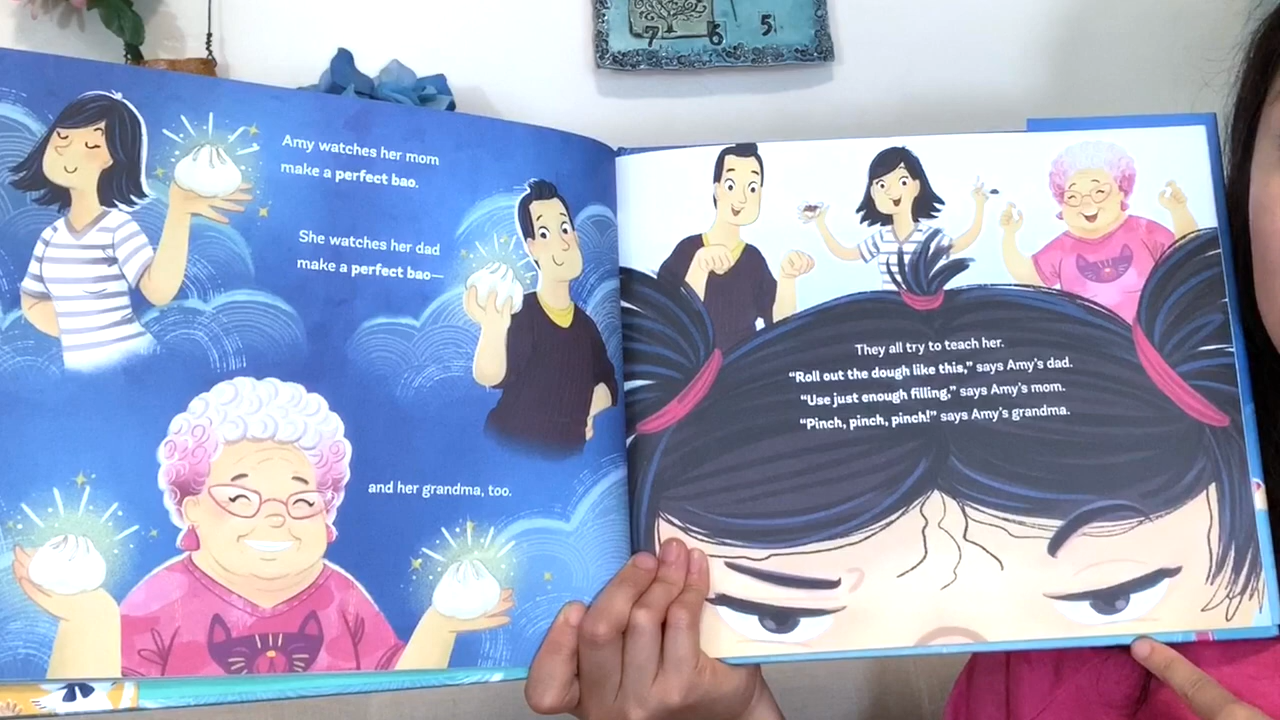 7 6 5
Amy watches her mom
make a perfect bao.
She watches her dad
make a perfect bao—
and her grandma, too.
They all try to teach her.
“Roll out the dough like this,” says Amy’s dad.
“Use just enough filling,” says Amy’s mom.
“Pinch, pinch, pinch!” says Amy’s grandma.